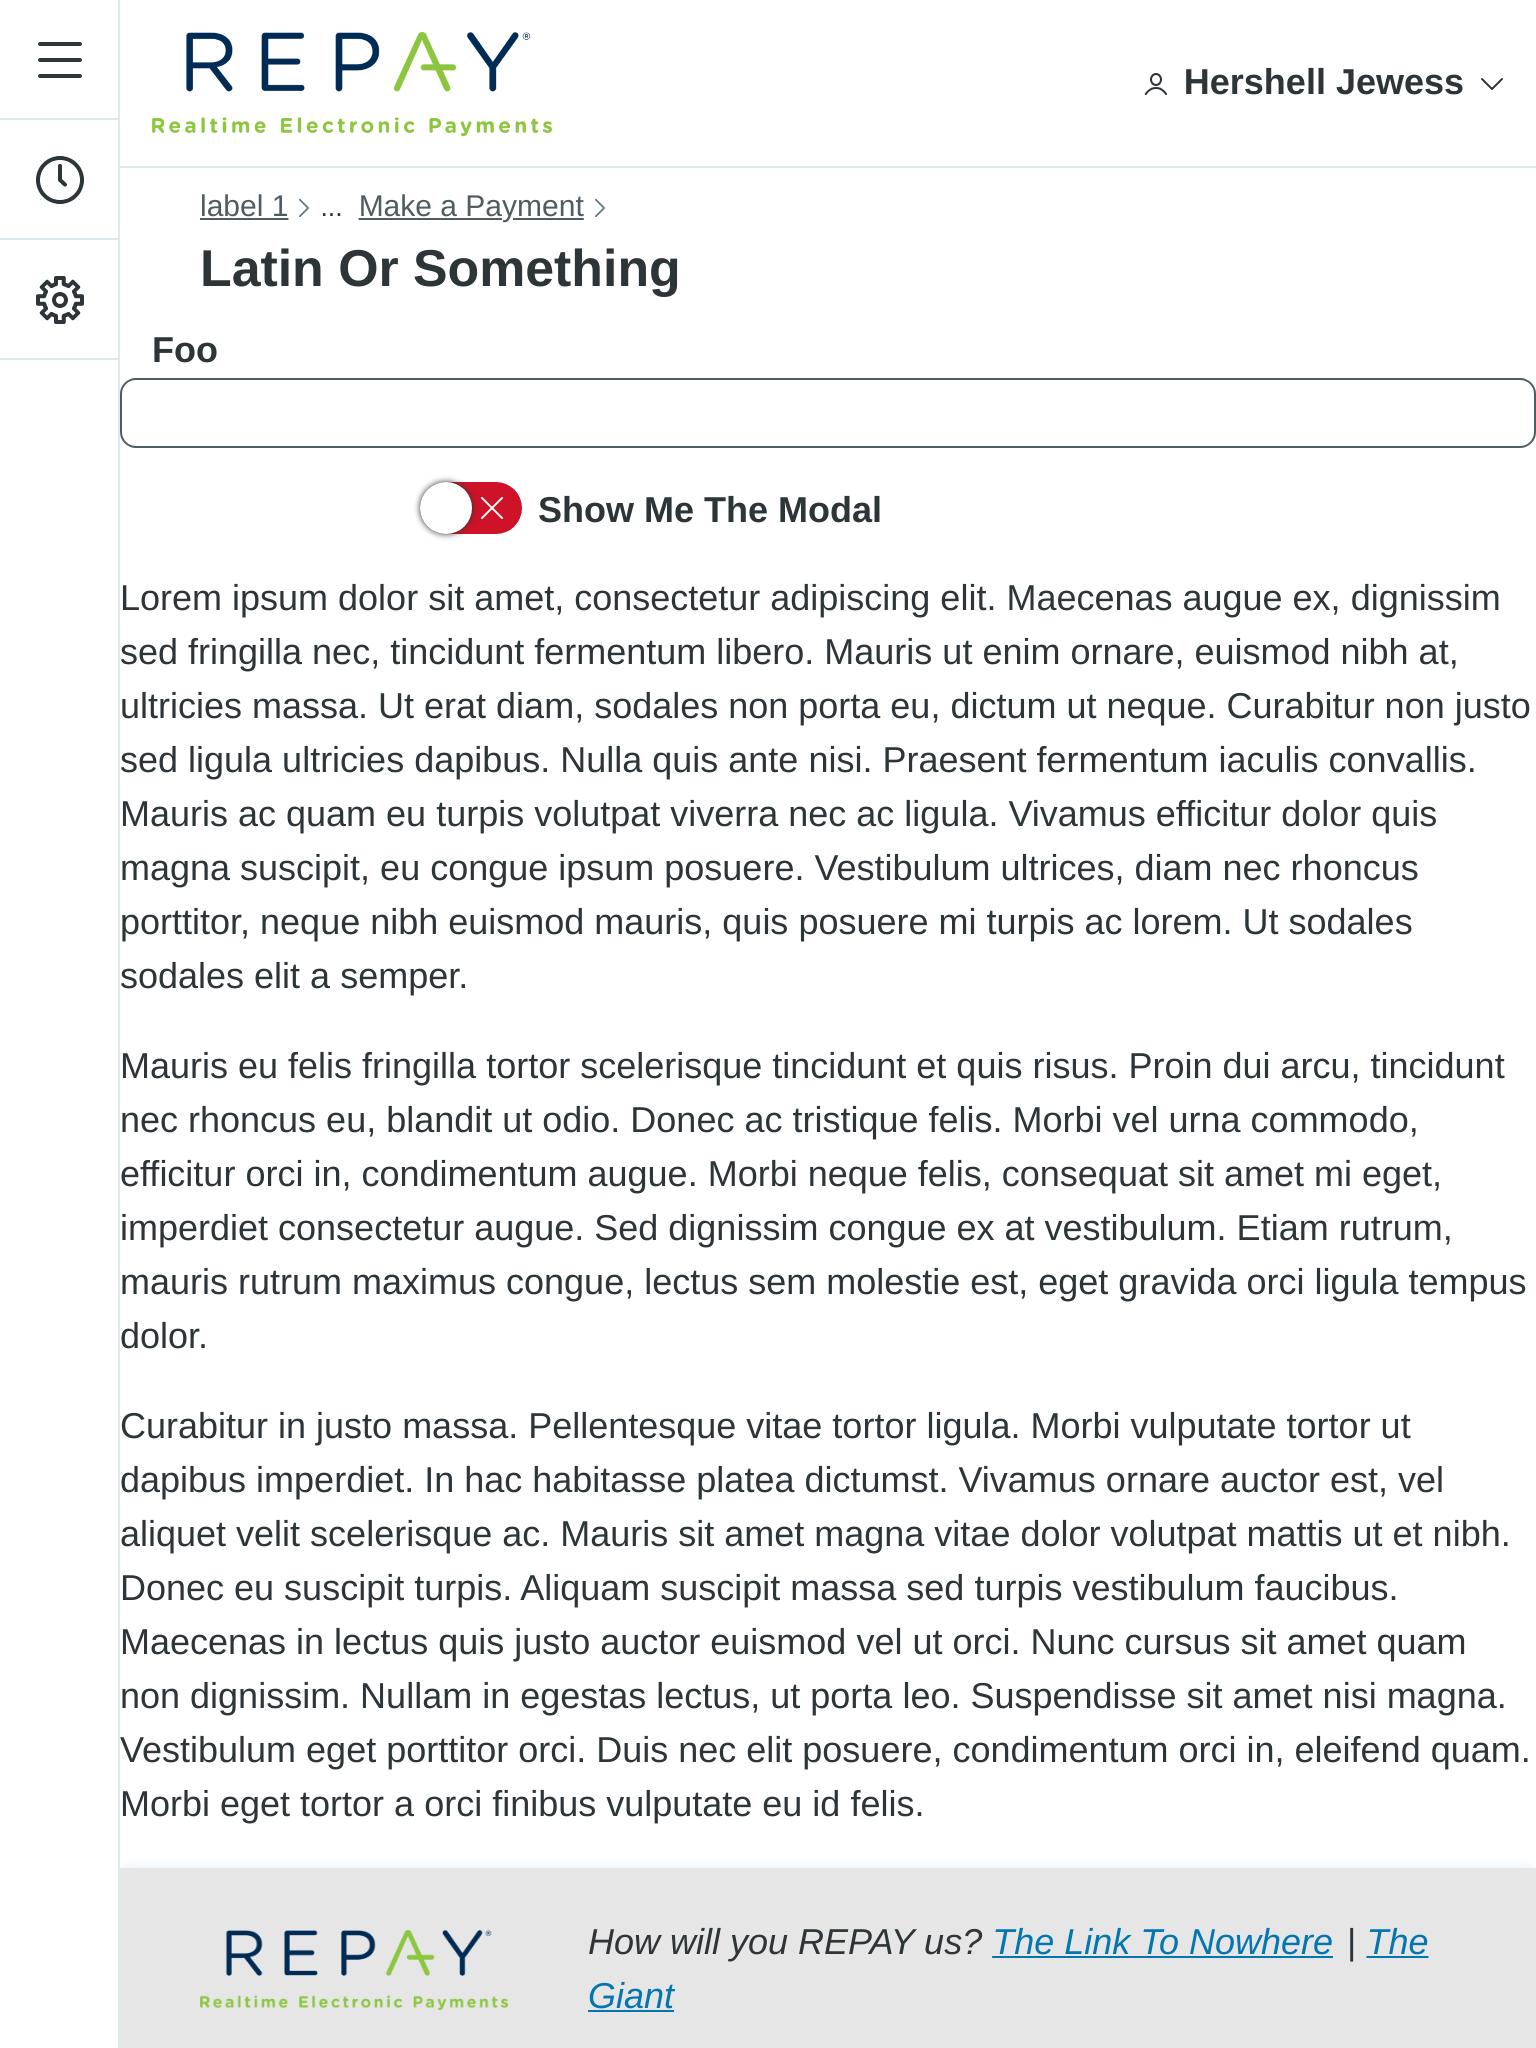 REPAY®
Realtime Electronic Payments
Hershell Jewess
label 1 ... Make a Payment
Latin Or Something
Foo
Show Me The Modal
Lorem ipsum dolor sit amet, consectetur adipiscing elit. Maecenas augue ex, dignissim
sed fringilla nec, tincidunt fermentum libero. Mauris ut enim ornare, euismod nibh at,
ultricies massa. Ut erat diam, sodales non porta eu, dictum ut neque. Curabitur non justo
sed ligula ultricies dapibus. Nulla quis ante nisi. Praesent fermentum iaculis convallis.
Mauris ac quam eu turpis volutpat viverra nec ac ligula. Vivamus efficitur dolor quis
magna suscipit, eu congue ipsum posuere. Vestibulum ultrices, diam nec rhoncus
porttitor, neque nibh euismod mauris, quis posuere mi turpis ac lorem. Ut sodales
sodales elit a semper.
Mauris eu felis fringilla tortor scelerisque tincidunt et quis risus. Proin dui arcu, tincidunt
nec rhoncus eu, blandit ut odio. Donec ac tristique felis. Morbi vel urna commodo,
efficitur orci in, condimentum augue. Morbi neque felis, consequat sit amet mi eget,
imperdiet consectetur augue. Sed dignissim congue ex at vestibulum. Etiam rutrum,
mauris rutrum maximus congue, lectus sem molestie est, eget gravida orci ligula tempus
dolor.
Curabitur in justo massa. Pellentesque vitae tortor ligula. Morbi vulputate tortor ut
dapibus imperdiet. In hac habitasse platea dictumst. Vivamus ornare auctor est, vel
aliquet velit scelerisque ac. Mauris sit amet magna vitae dolor volutpat mattis ut et nibh.
Donec eu suscipit turpis. Aliquam suscipit massa sed turpis vestibulum faucibus.
Maecenas in lectus quis justo auctor euismod vel ut orci. Nunc cursus sit amet quam
non dignissim. Nullam in egestas lectus, ut porta leo. Suspendisse sit amet nisi magna.
Vestibulum eget porttitor orci. Duis nec elit posuere, condimentum orci in, eleifend quam.
Morbi eget tortor a orci finibus vulputate eu id felis.
REPAY®
Realtime Electronic Payments
How will you REPAY us? The Link To Nowhere | The
Giant